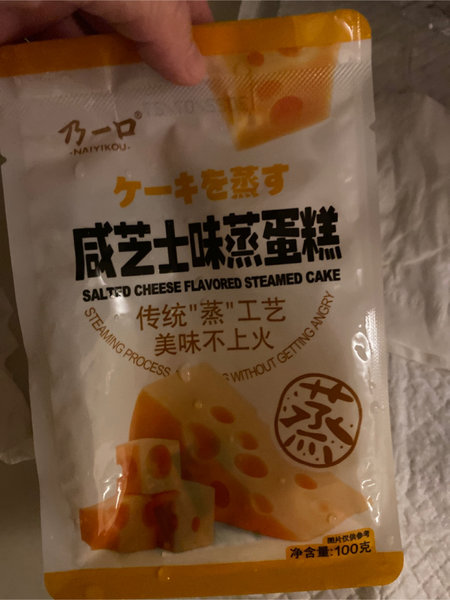 乃一口®
-NAIYIKOU-
ケーキを蒸す
咸芝士味蒸蛋糕
SALTED CHEESE FLAVORED STEAMED CAKE
传统"蒸"工艺
美味不上火
STEAMING PROCESS WITHOUT GETTING ANGRY
蒸
图片仅供参考
净含量:100克